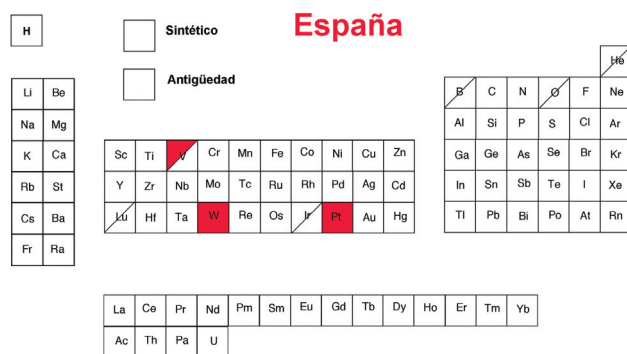 España
H
Sintético
Antigüedad
He
Li Be
B C N O F Ne
Na Mg
Al Si P S Cl Ar
K Ca Sc Ti V Cr Mn Fe Co Ni Cu Zn Ga Ge As Se Br Kr
Rb St Y Zr Nb Mo Tc Ru Rh Pd Ag Cd In Sn Sb Te I Xe
Cs Ba Lu Hf Ta W Re Os Ir Pt Au Hg Tl Pb Bi Po At Rn
Fr Ra
La Ce Pr Nd Pm Sm Eu Gd Tb Dy Ho Er Tm Yb
Ac Th Pa U